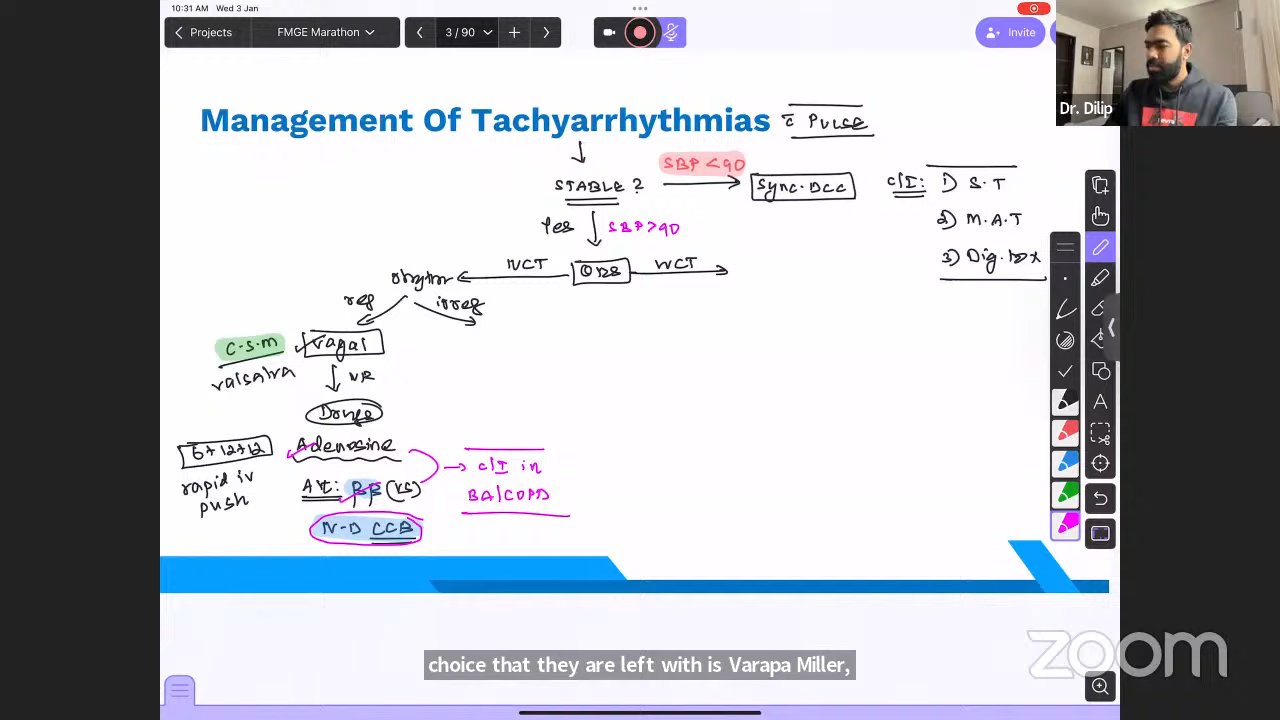 10:31 AM Wed 3 Jan
Projects
FMGE Marathon
3 / 90
Invite
Dr. Dilip
Management Of Tachyarrhythmias c̄ PULSE
STABLE ?
SBP < 90
Sync. DCC
C/I: 1) S.T
2) M.A.T
3) Dig. tox
Yes
SBP > 90
NCT
QRS
WCT
rhythm
reg
irreg
C.S.M
Vagal
valsalva
NR
Drugs
6+12+12
Adenosine
rapid iv
push
C/I in
BA/COPD
Alt: BB (vs)
N-D CCB
choice that they are left with is Varapa Miller,
zoom